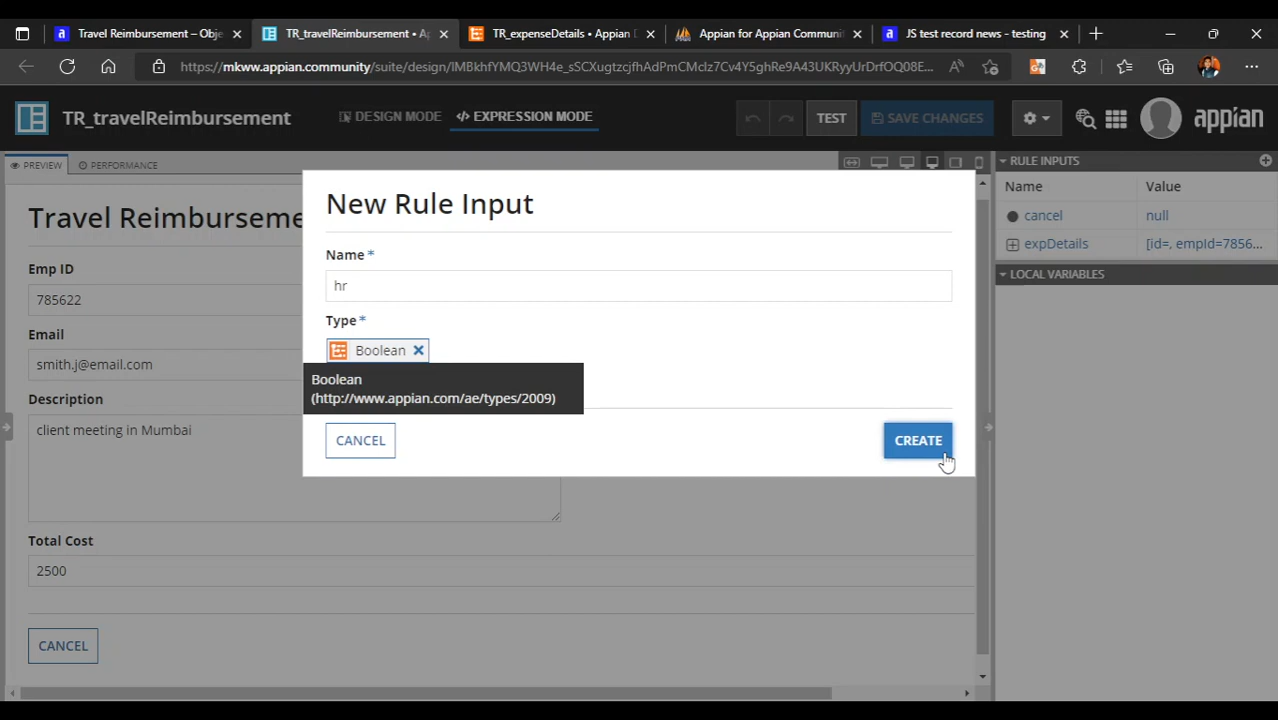 Travel Reimbursement – Obje
TR_travelReimbursement • Ap
TR_expenseDetails • Appian D
Appian for Appian Communit
JS test record news - testing
https://mkww.appian.community/suite/design/lMBkhfYMQ3WH4e_sSCXugtzcjfhAdPmCMclz7Cv4Y5ghRe9A43UKRyyUrDrfOQ08E...
TR_travelReimbursement
DESIGN MODE
EXPRESSION MODE
TEST
SAVE CHANGES
appian
PREVIEW
PERFORMANCE
RULE INPUTS
Name
Value
cancel
null
expDetails
[id=, empId=7856...
LOCAL VARIABLES
Travel Reimburseme
Emp ID
785622
Email
smith.j@email.com
Description
client meeting in Mumbai
Total Cost
2500
CANCEL
New Rule Input
Name*
hr
Type*
Boolean
Boolean
(http://www.appian.com/ae/types/2009)
CANCEL
CREATE